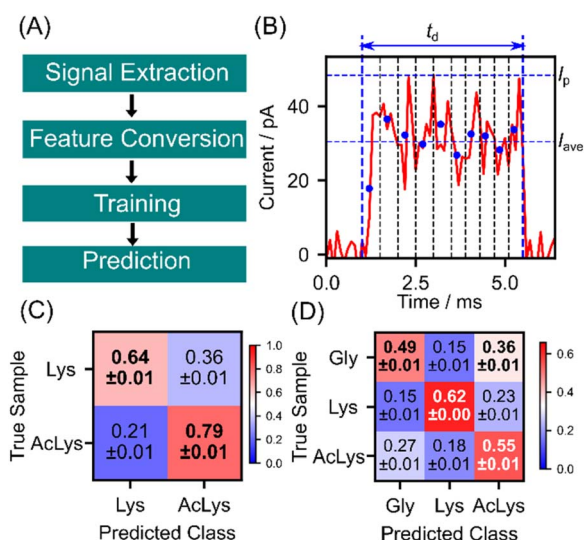 (A)
Signal Extraction
Feature Conversion
Training
Prediction
(B)
t_d
I_p
I_ave
Current / pA
40
20
0
0.0 2.5 5.0
Time / ms
(C)
True Sample
Lys
AcLys
0.64 ±0.01
0.36 ±0.01
0.21 ±0.01
0.79 ±0.01
Lys AcLys
Predicted Class
1.0
0.8
0.6
0.4
0.2
0.0
(D)
True Sample
Gly
Lys
AcLys
0.49 ±0.01
0.15 ±0.01
0.36 ±0.01
0.15 ±0.01
0.62 ±0.00
0.23 ±0.01
0.27 ±0.01
0.18 ±0.01
0.55 ±0.01
Gly Lys AcLys
Predicted Class
0.6
0.4
0.2
0.0